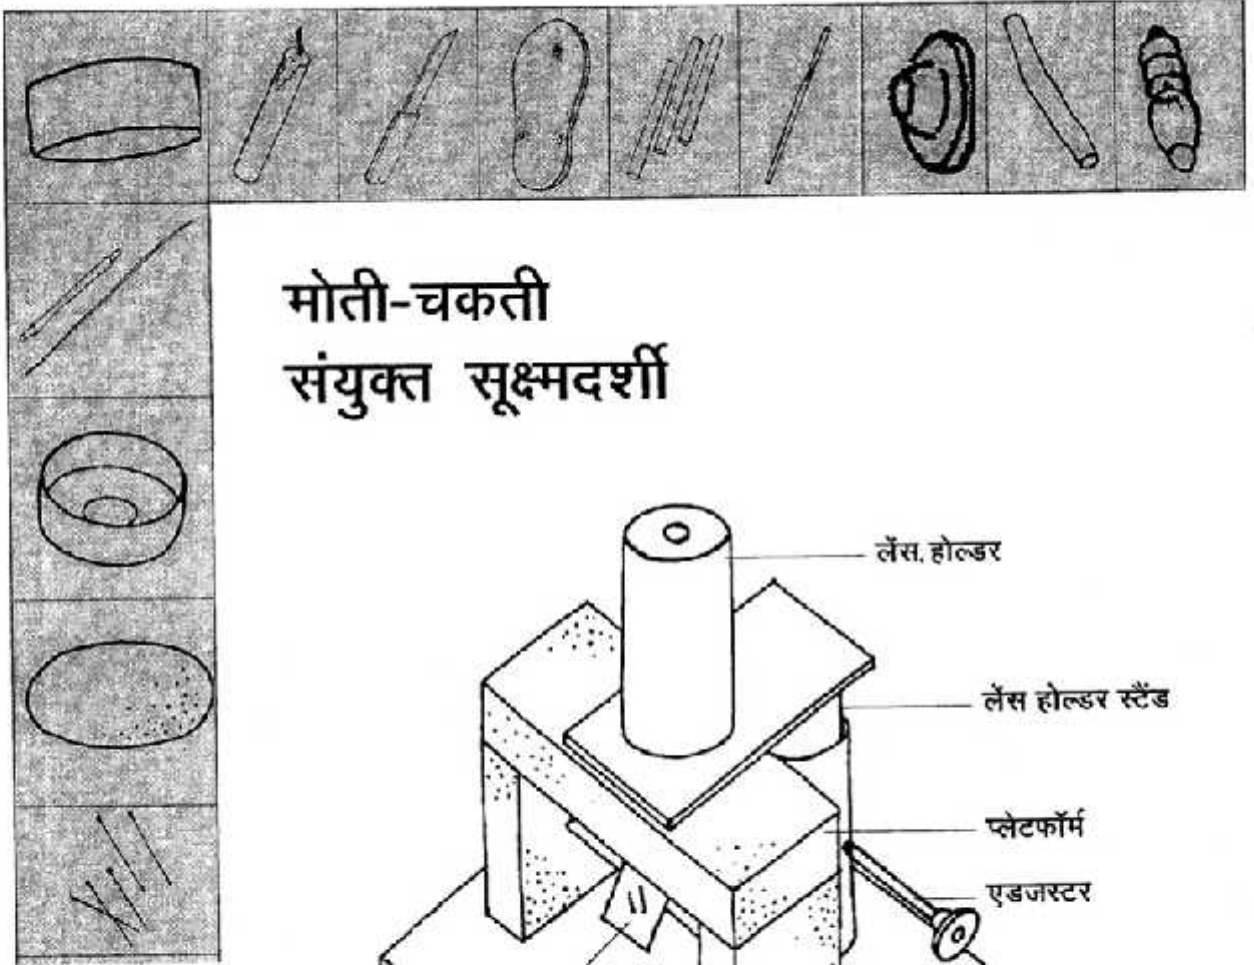 मोती-चकती
संयुक्त सूक्ष्मदर्शी
लेंस होल्डर
लेंस होल्डर स्टैंड
प्लेटफॉर्म
एडजस्टर